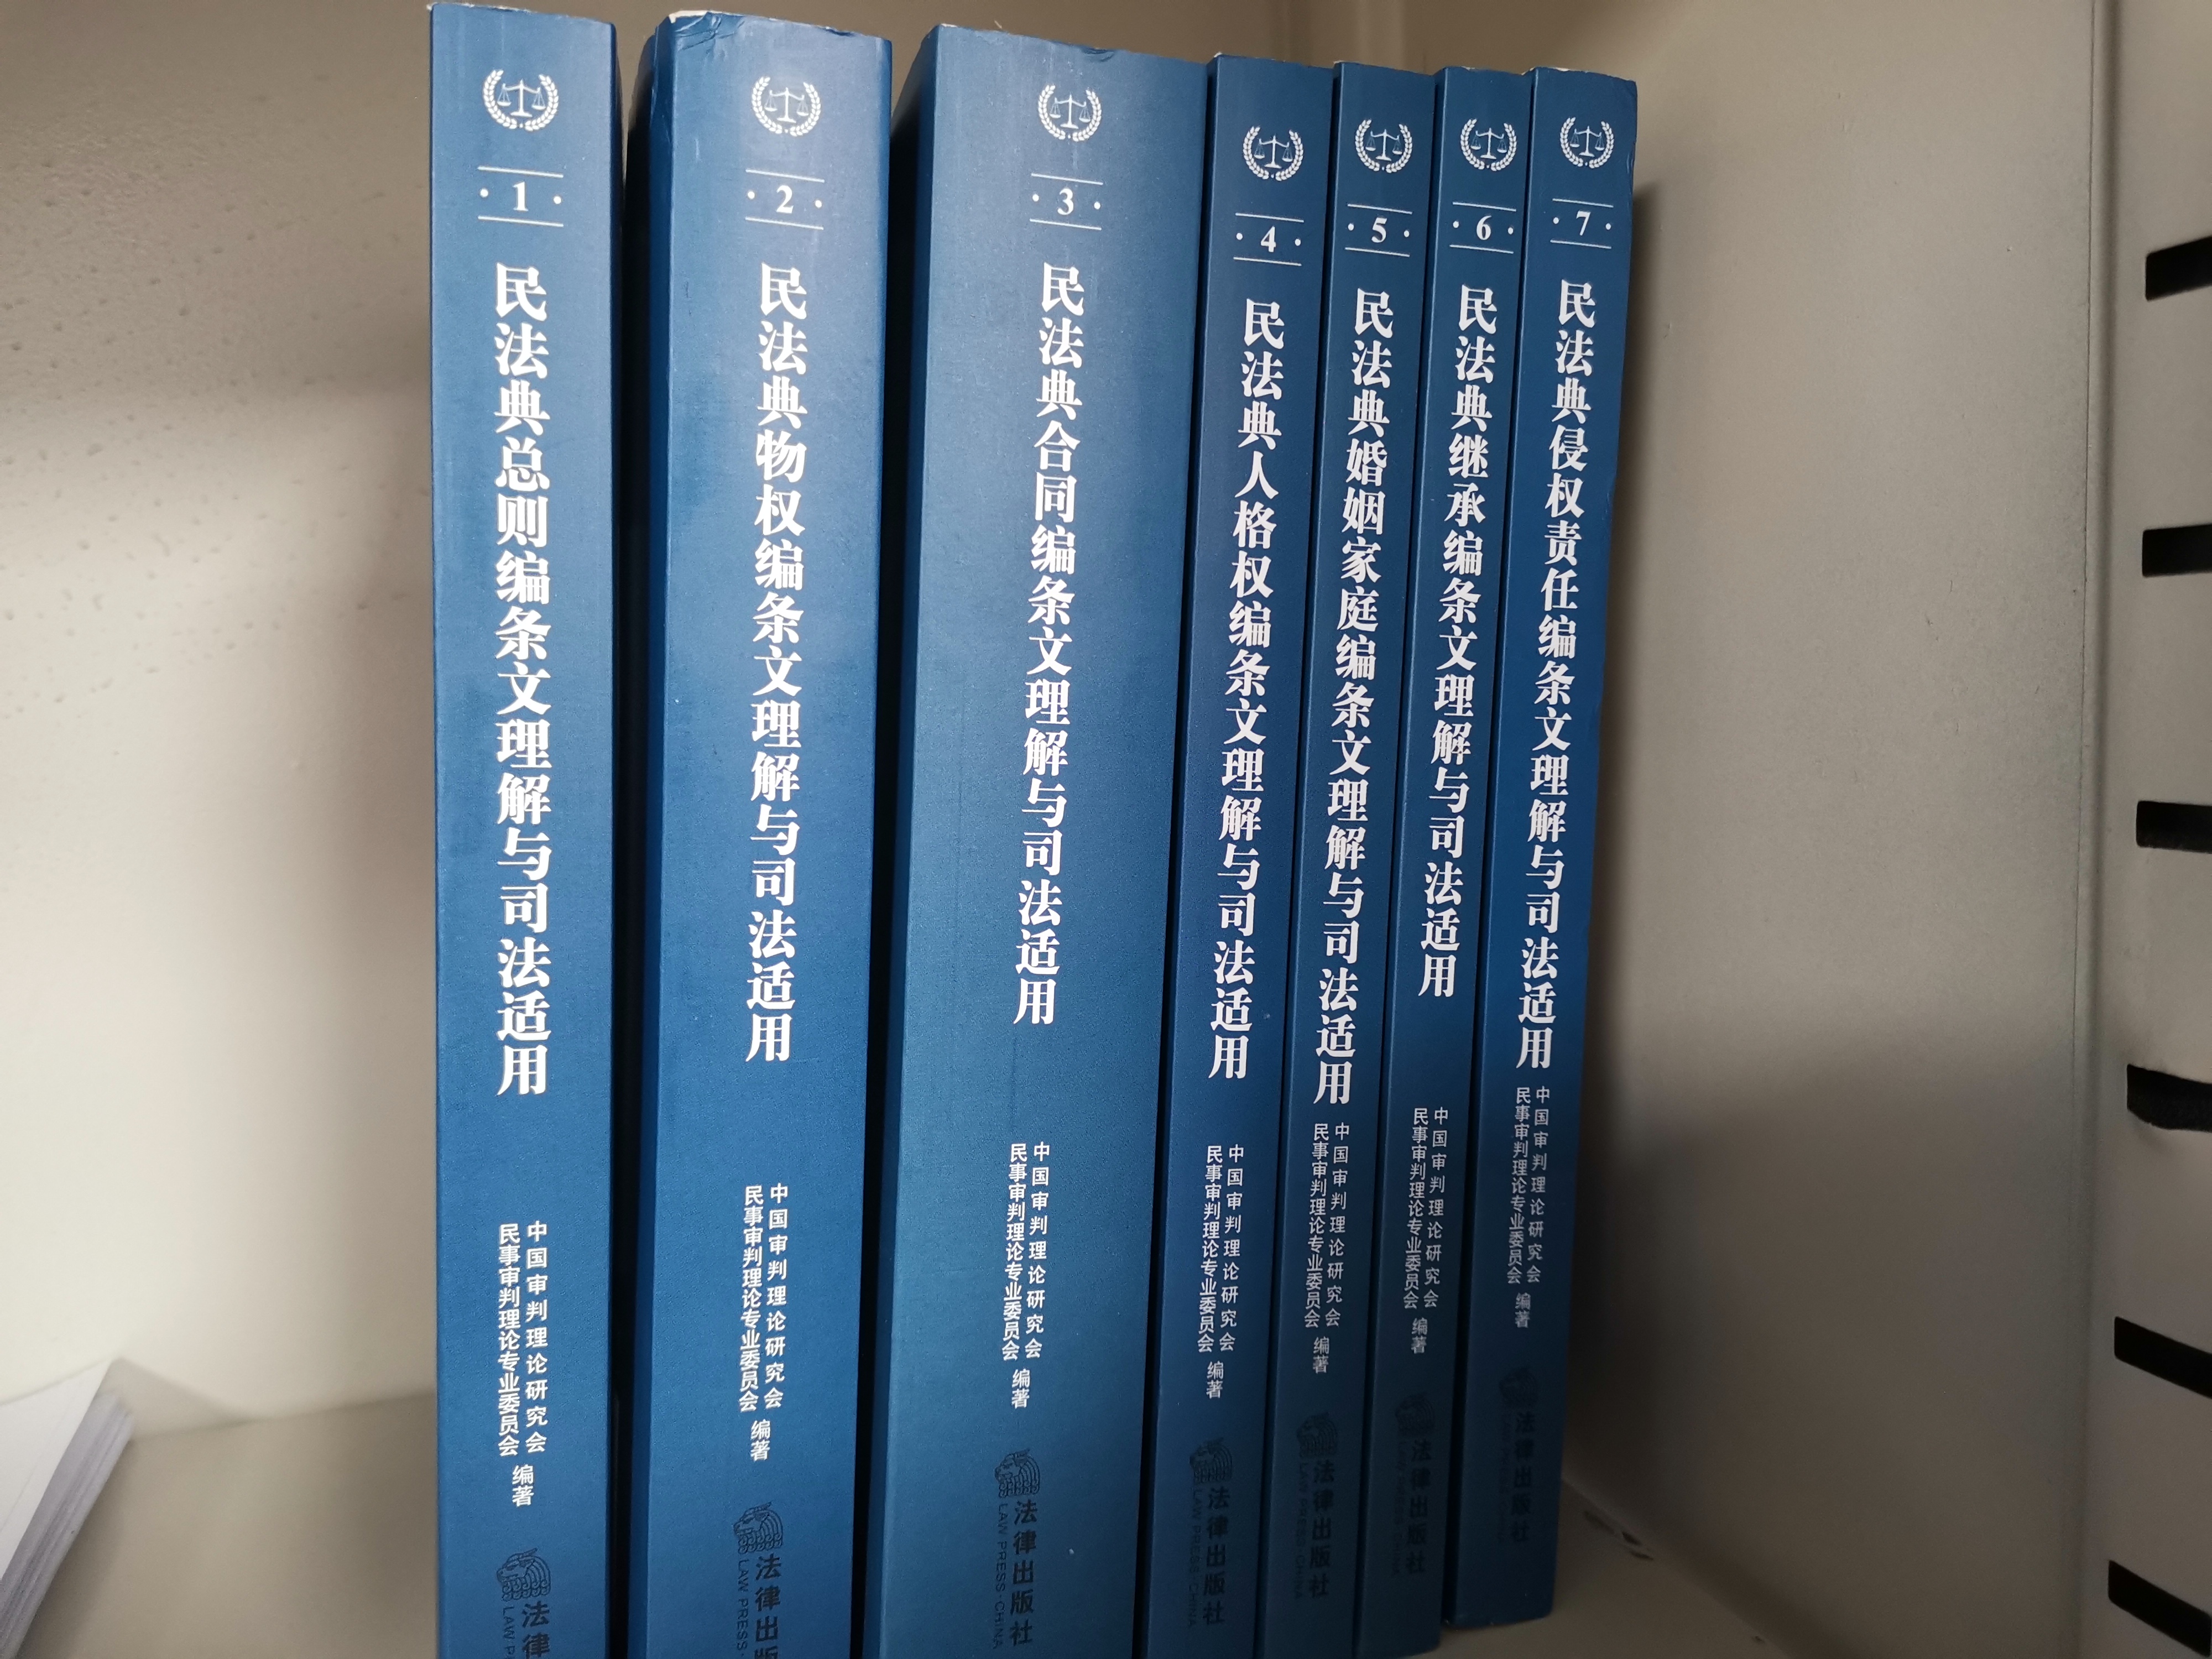 1
民法典总则编条文理解与司法适用
中国审判理论研究会
民事审判理论专业委员会
编著
法律
LAW P
2
民法典物权编条文理解与司法适用
中国审判理论研究会
民事审判理论专业委员会
编著
法律出版
LAW PRESS
3
民法典合同编条文理解与司法适用
中国审判理论研究会
民事审判理论专业委员会
编著
法律出版社
LAW PRESS·CHINA
4
民法典人格权编条文理解与司法适用
中国审判理论研究会
民事审判理论专业委员会
编著
法律出版社
LAW PRESS·CHINA
5
民法典婚姻家庭编条文理解与司法适用
中国审判理论研究会
民事审判理论专业委员会
编著
法律出版社
LAW PRESS·CHINA
6
民法典继承编条文理解与司法适用
中国审判理论研究会
民事审判理论专业委员会
编著
法律出版社
7
民法典侵权责任编条文理解与司法适用
中国审判理论研究会
民事审判理论专业委员会
编著
法律出版社